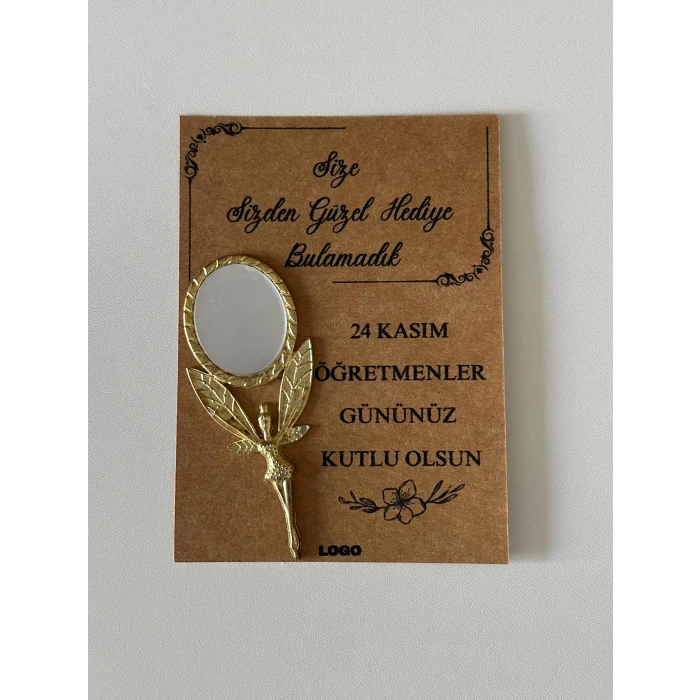 Size
Sizden Güzel Hediye
Bulamadık
24 KASIM
ÖĞRETMENLER
GÜNÜNÜZ
KUTLU OLSUN
LOGO